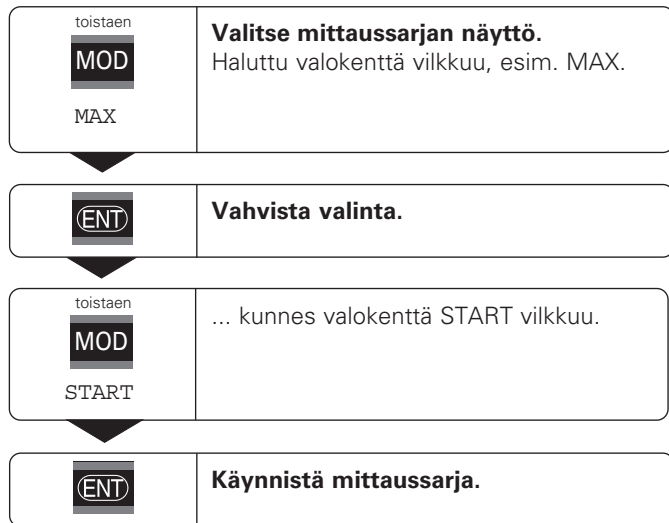 toistaen
MOD
MAX
Valitse mittaussarjan näyttö.
Haluttu valokenttä vilkkuu, esim. MAX.
ENT
Vahvista valinta.
toistaen
MOD
START
... kunnes valokenttä START vilkkuu.
ENT
Käynnistä mittaussarja.